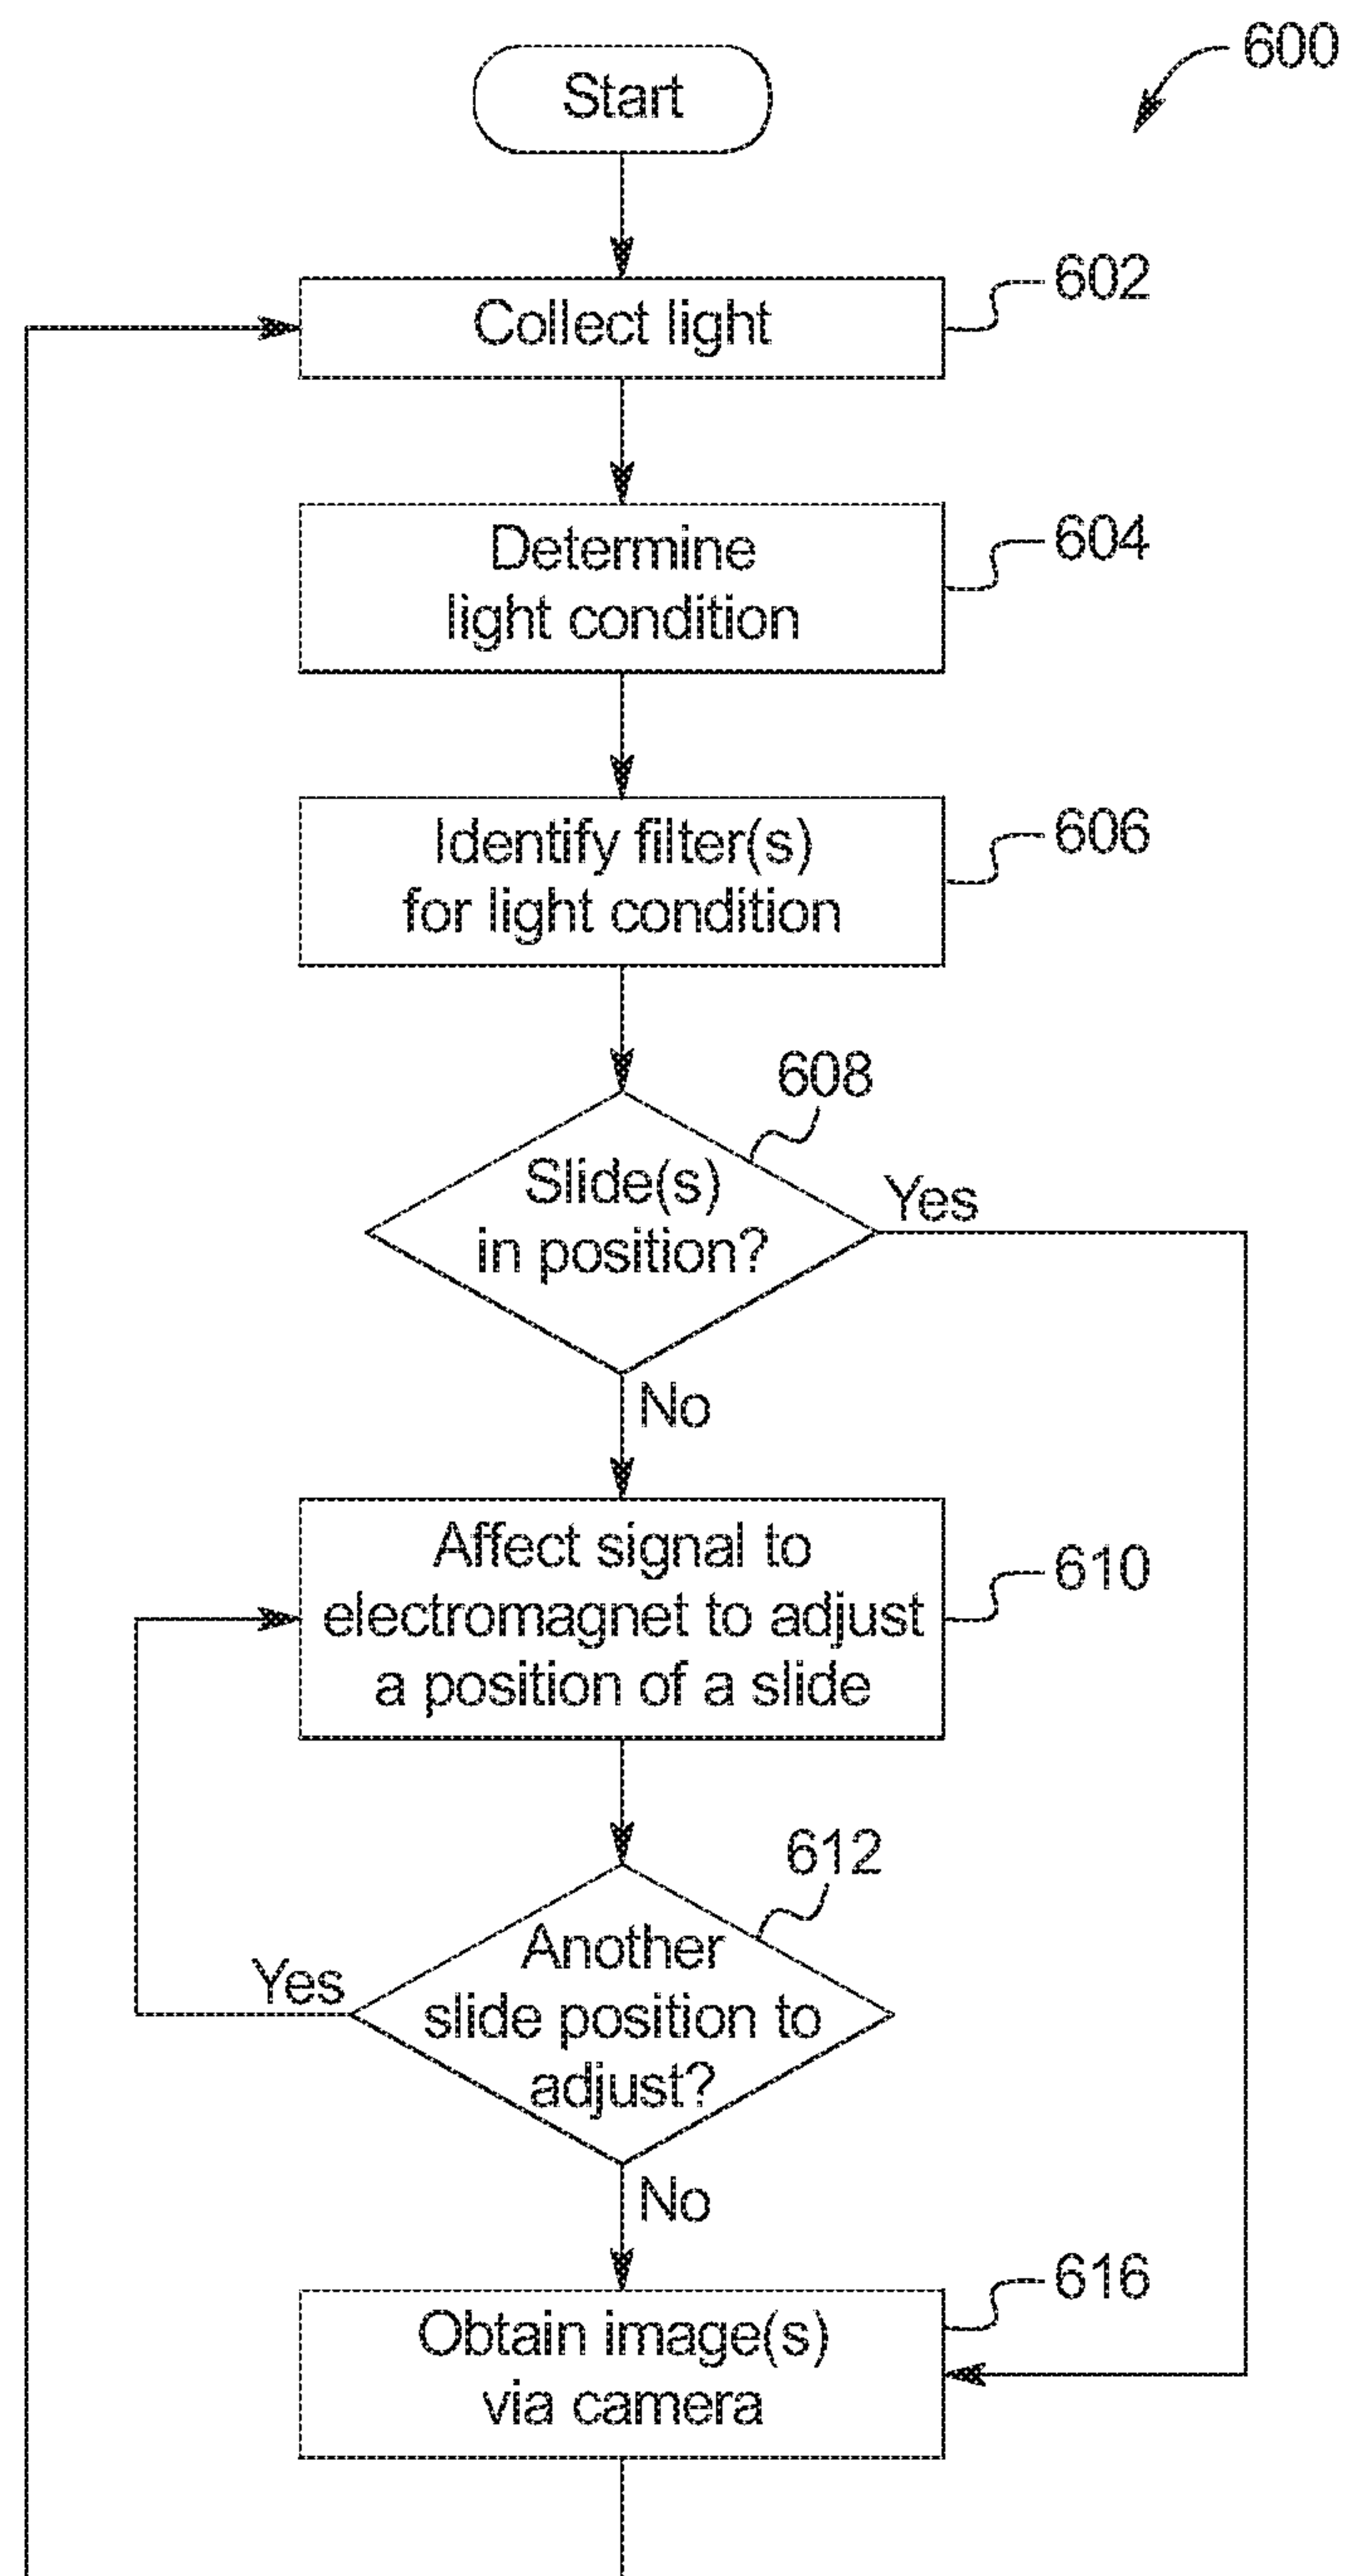 600
Start
Collect light
602
Determine
light condition
604
Identify filter(s)
for light condition
606
608
Slide(s)
in position?
Yes
No
Affect signal to
electromagnet to adjust
a position of a slide
610
612
Another
slide position to
adjust?
Yes
No
616
Obtain image(s)
via camera